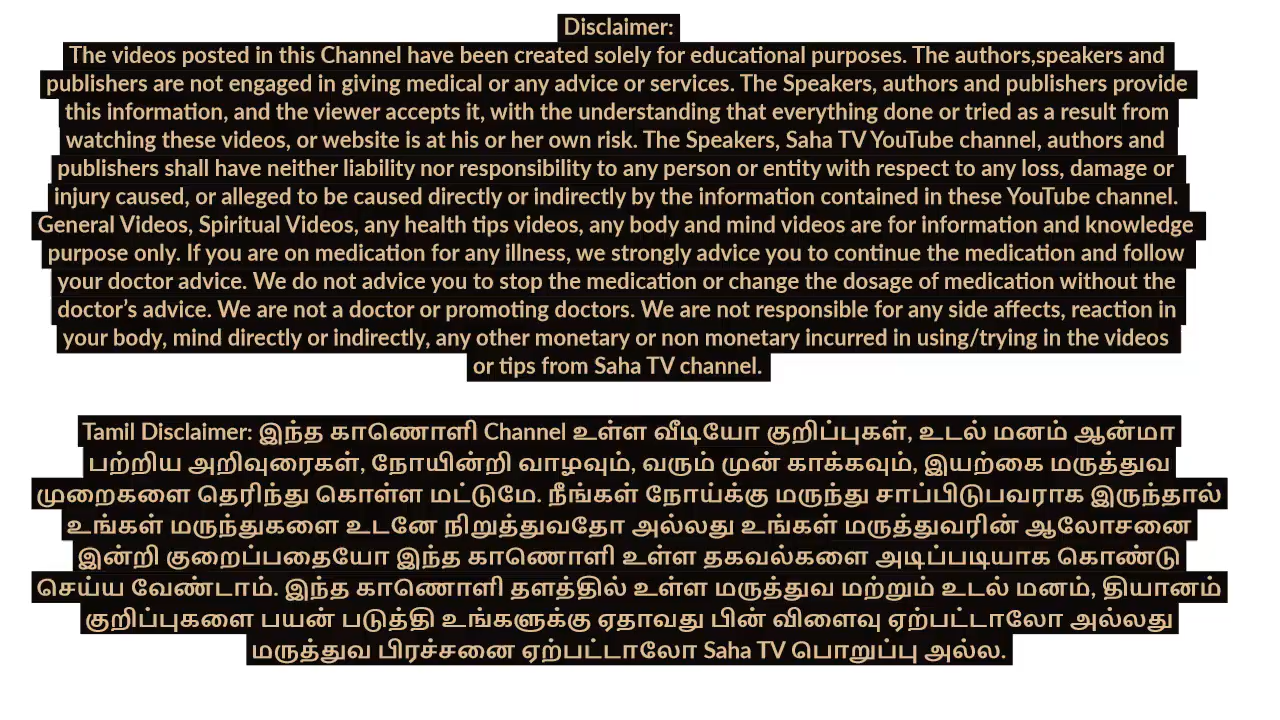 Disclaimer:
The videos posted in this Channel have been created solely for educational purposes. The authors,speakers and
publishers are not engaged in giving medical or any advice or services. The Speakers, authors and publishers provide
this information, and the viewer accepts it, with the understanding that everything done or tried as a result from
watching these videos, or website is at his or her own risk. The Speakers, Saha TV YouTube channel, authors and
publishers shall have neither liability nor responsibility to any person or entity with respect to any loss, damage or
injury caused, or alleged to be caused directly or indirectly by the information contained in these YouTube channel.
General Videos, Spiritual Videos, any health tips videos, any body and mind videos are for information and knowledge
purpose only. If you are on medication for any illness, we strongly advice you to continue the medication and follow
your doctor advice. We do not advice you to stop the medication or change the dosage of medication without the
doctor’s advice. We are not a doctor or promoting doctors. We are not responsible for any side affects, reaction in
your body, mind directly or indirectly, any other monetary or non monetary incurred in using/trying in the videos
or tips from Saha TV channel.
Tamil Disclaimer: இந்த காணொளி Channel உள்ள வீடியோ குறிப்புகள், உடல் மனம் ஆன்மா
பற்றிய அறிவுரைகள், நோயின்றி வாழவும், வரும் முன் காக்கவும், இயற்கை மருத்துவ
முறைகளை தெரிந்து கொள்ள மட்டுமே. நீங்கள் நோய்க்கு மருந்து சாப்பிடுபவராக இருந்தால்
உங்கள் மருந்துகளை உடனே நிறுத்துவதோ அல்லது உங்கள் மருத்துவரின் ஆலோசனை
இன்றி குறைப்பதையோ இந்த காணொளி உள்ள தகவல்களை அடிப்படியாக கொண்டு
செய்ய வேண்டாம். இந்த காணொளி தளத்தில் உள்ள மருத்துவ மற்றும் உடல் மனம், தியானம்
குறிப்புகளை பயன் படுத்தி உங்களுக்கு ஏதாவது பின் விளைவு ஏற்பட்டாலோ அல்லது
மருத்துவ பிரச்சனை ஏற்பட்டாலோ Saha TV பொறுப்பு அல்ல.